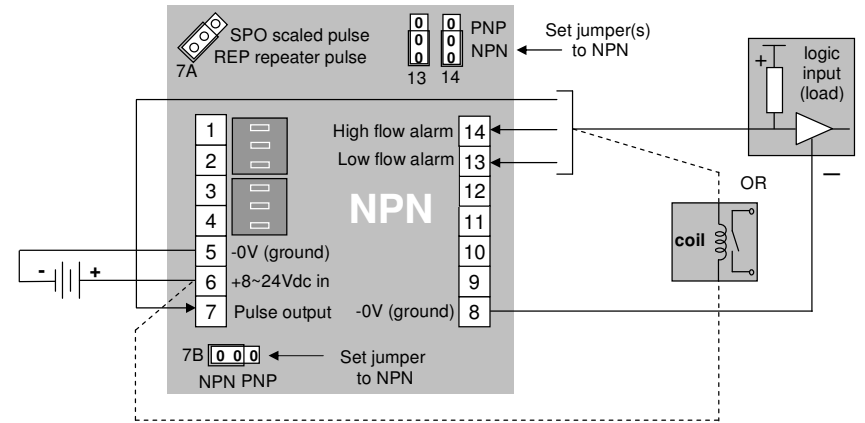 SPO scaled pulse
REP repeater pulse
7A
0 0
0 0
0 0
PNP
NPN
13 14
Set jumper(s)
to NPN
+
logic
input
(load)
1
2
3
4
5
6
7
High flow alarm
Low flow alarm
14
13
12
11
10
9
8
NPN
-0V (ground)
+8~24Vdc in
Pulse output
-0V (ground)
- +
OR
coil
–
7B 0 0 0
NPN PNP
Set jumper
to NPN